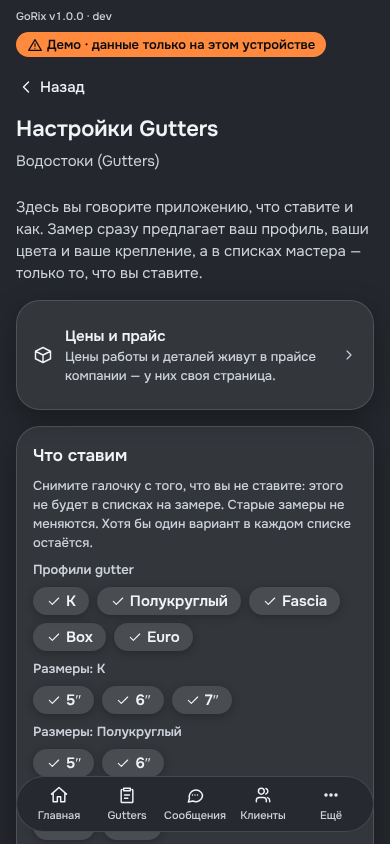 GoRix v1.0.0 · dev
Демо · данные только на этом устройстве
Назад
Настройки Gutters
Водостоки (Gutters)
Здесь вы говорите приложению, что ставите и
как. Замер сразу предлагает ваш профиль, ваши
цвета и ваше крепление, а в списках мастера —
только то, что вы ставите.
Цены и прайс
Цены работы и деталей живут в прайсе
компании — у них своя страница.
Что ставим
Снимите галочку с того, что вы не ставите: этого
не будет в списках на замере. Старые замеры не
меняются. Хотя бы один вариант в каждом списке
остаётся.
Профили gutter
K Полукруглый Fascia
Box Euro
Размеры: K
5″ 6″ 7″
Размеры: Полукруглый
5″ 6″
Главная Gutters Сообщения Клиенты Ещё